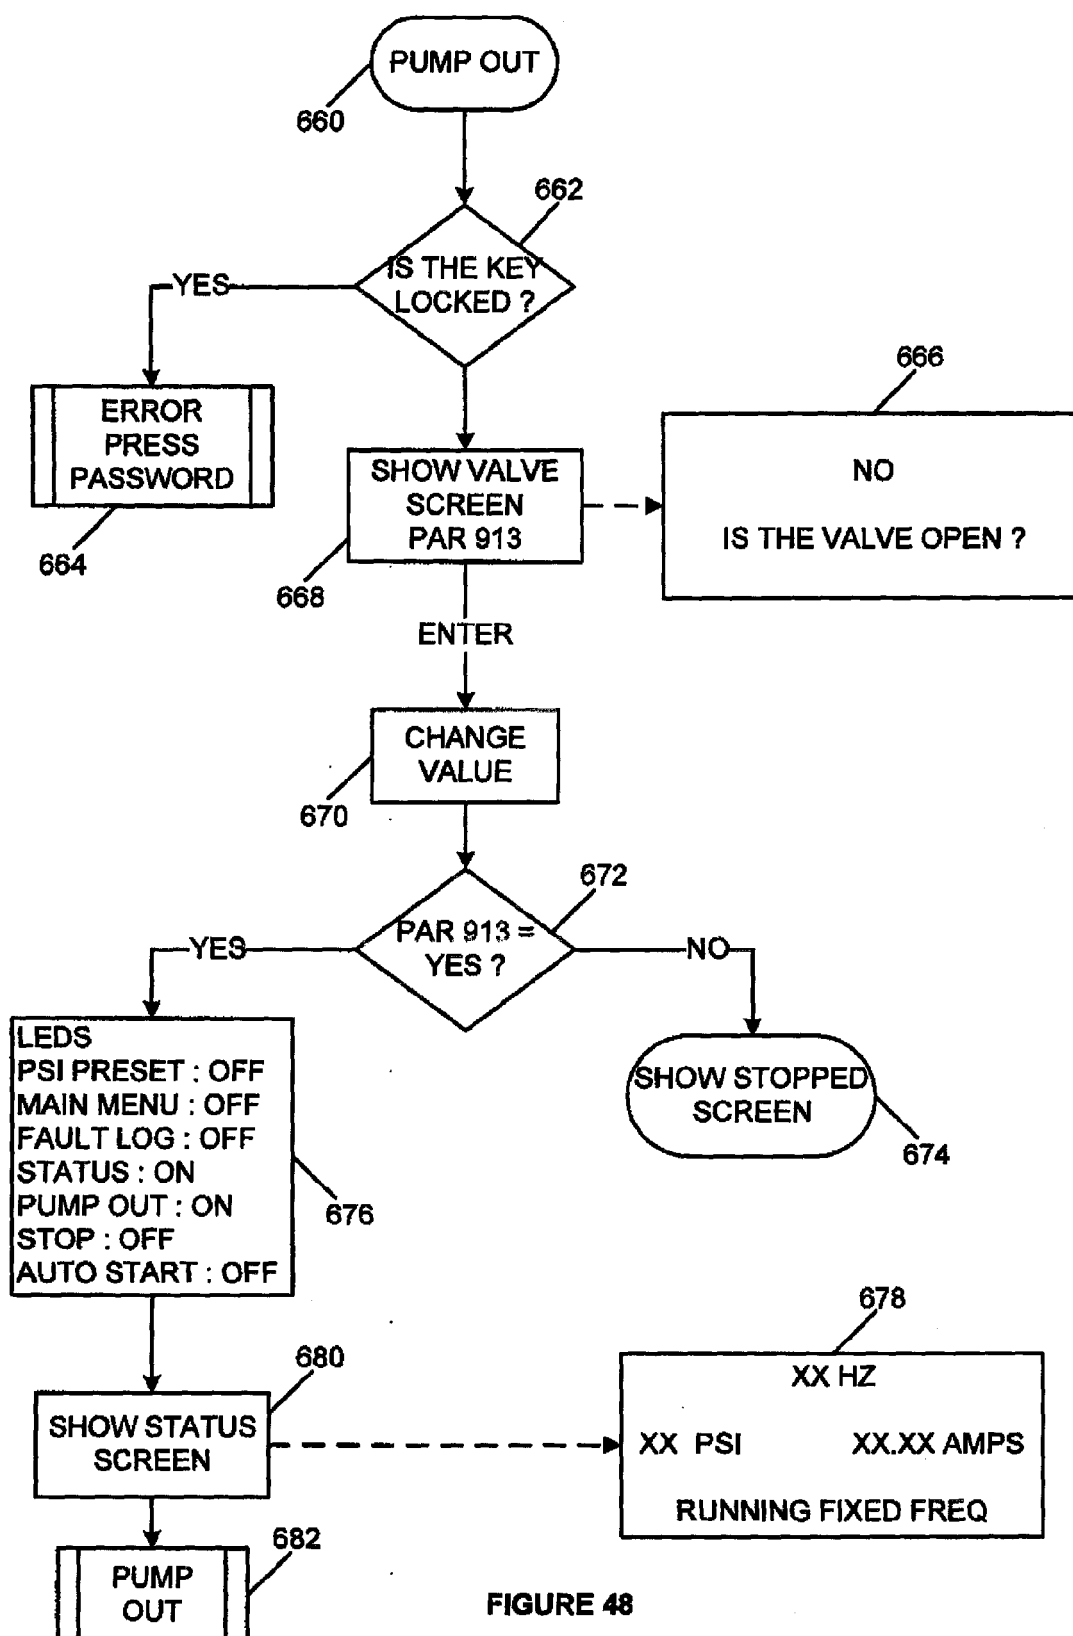 PUMP OUT
660
662
IS THE KEY
LOCKED ?
YES
ERROR
PRESS
PASSWORD
664
666
NO
IS THE VALVE OPEN ?
SHOW VALVE
SCREEN
PAR 913
668
ENTER
CHANGE
VALUE
670
672
PAR 913 =
YES ?
YES
NO
LEDS
PSI PRESET : OFF
MAIN MENU : OFF
FAULT LOG : OFF
STATUS : ON
PUMP OUT : ON
STOP : OFF
AUTO START : OFF
676
SHOW STOPPED
SCREEN
674
680
SHOW STATUS
SCREEN
678
XX HZ
XX PSI XX.XX AMPS
RUNNING FIXED FREQ
682
PUMP
OUT
FIGURE 48